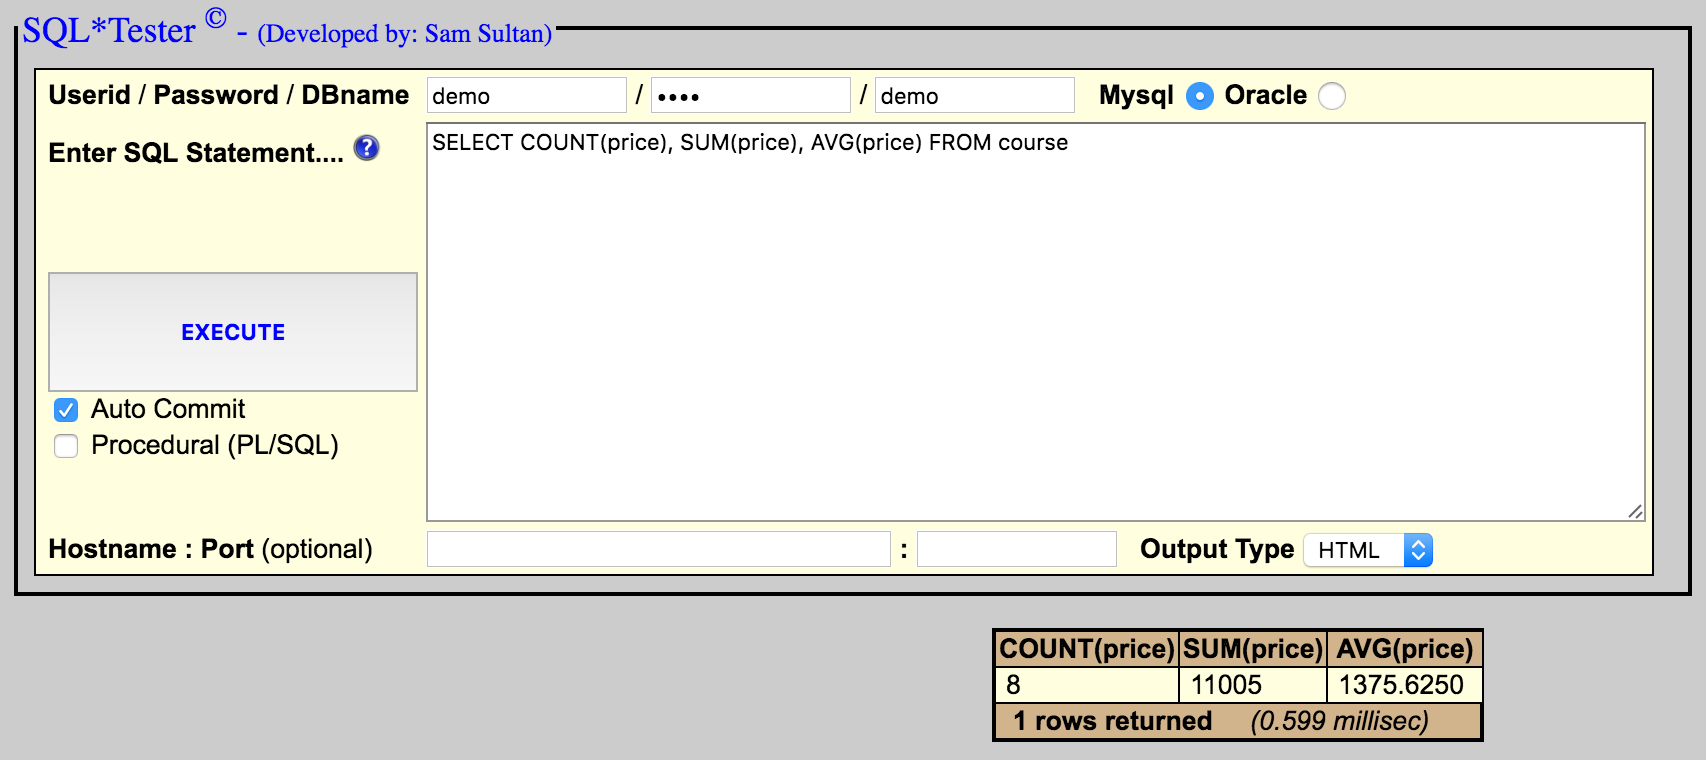 SQL*Tester © - (Developed by: Sam Sultan)
Userid / Password / DBname demo / •••• / demo Mysql Oracle
Enter SQL Statement.... ?
SELECT COUNT(price), SUM(price), AVG(price) FROM course
EXECUTE
Auto Commit
Procedural (PL/SQL)
Hostname : Port (optional) : Output Type HTML
COUNT(price) SUM(price) AVG(price)
8 11005 1375.6250
1 rows returned (0.599 millisec)